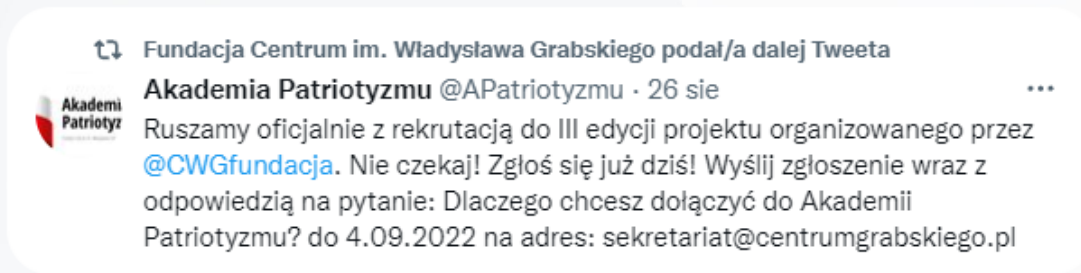 Fundacja Centrum im. Władysława Grabskiego podał/a dalej Tweeta
Akademia Patriotyzmu @APatriotyzmu · 26 sie
Akademi
Patriotyz
Ruszamy oficjalnie z rekrutacją do III edycji projektu organizowanego przez
@CWGfundacja. Nie czekaj! Zgłoś się już dziś! Wyślij zgłoszenie wraz z
odpowiedzią na pytanie: Dlaczego chcesz dołączyć do Akademii
Patriotyzmu? do 4.09.2022 na adres: sekretariat@centrumgrabskiego.pl